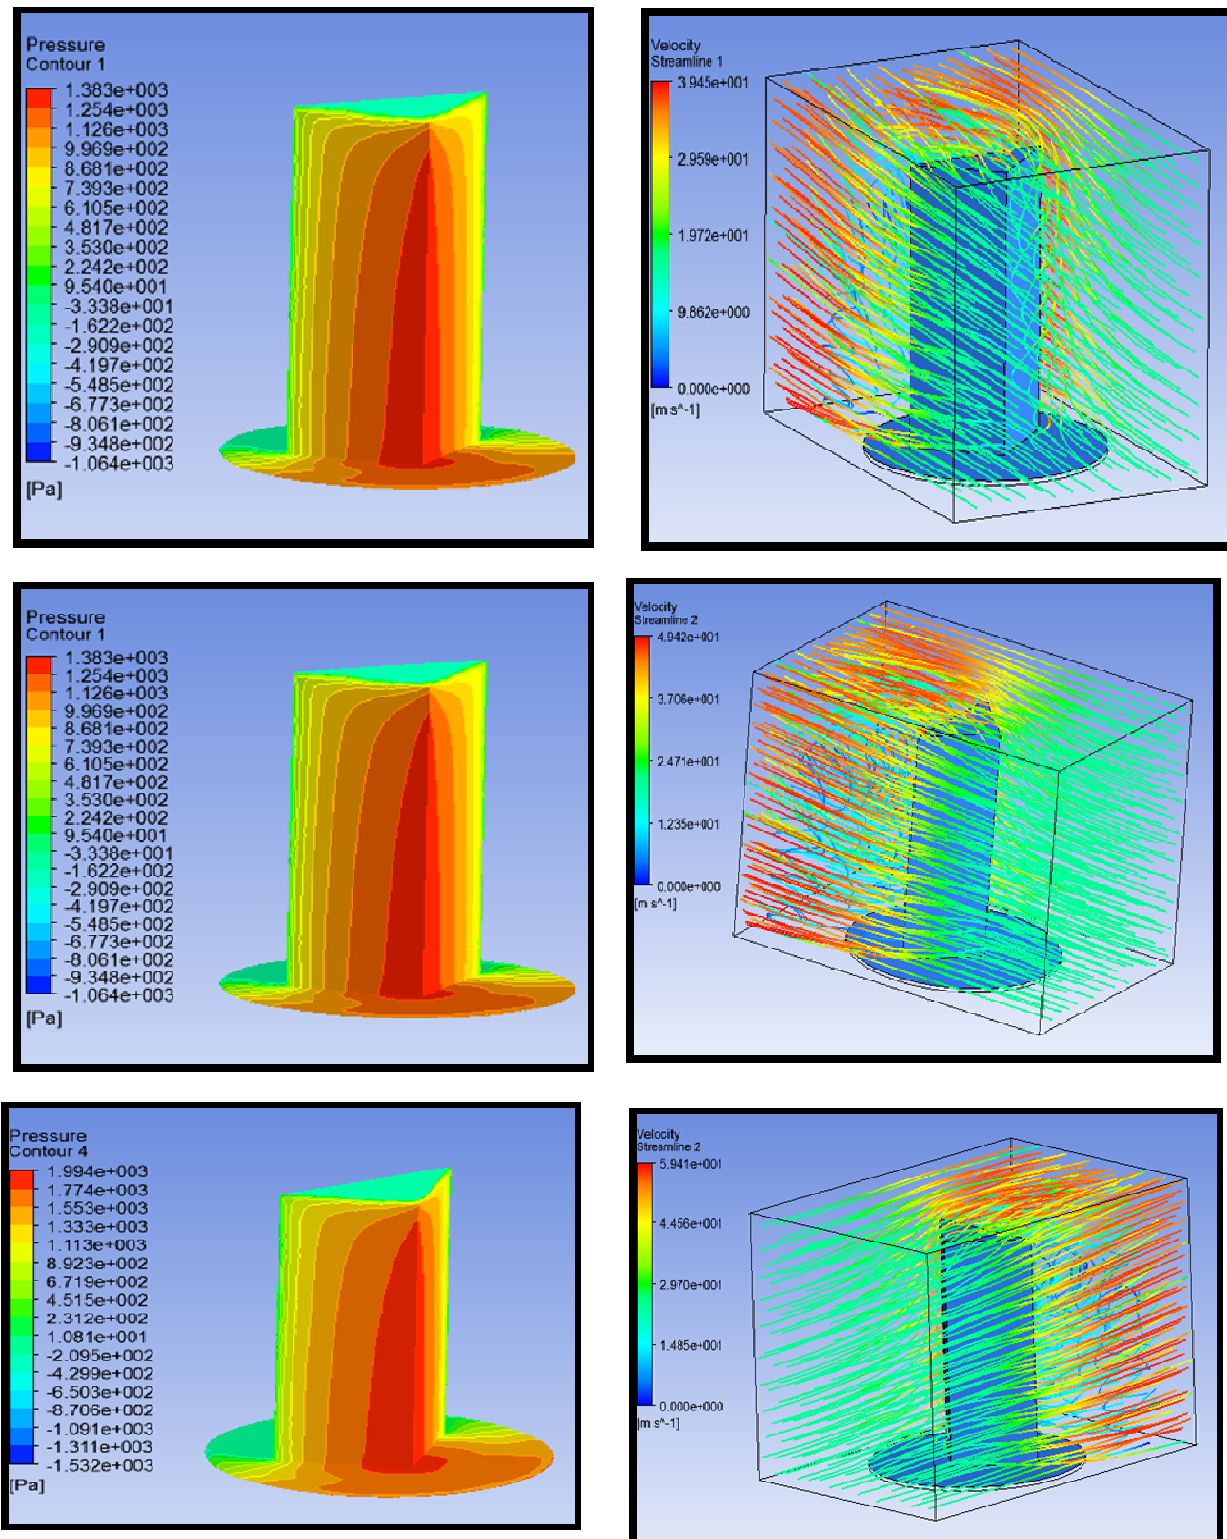 Pressure
Contour 1
1.383e+003
1.254e+003
1.126e+003
9.969e+002
8.681e+002
7.393e+002
6.105e+002
4.817e+002
3.530e+002
2.242e+002
9.540e+001
-3.338e+001
-1.622e+002
-2.909e+002
-4.197e+002
-5.485e+002
-6.773e+002
-8.061e+002
-9.348e+002
-1.064e+003
[Pa]
Velocity
Streamline 1
3.945e+001
2.959e+001
1.972e+001
9.862e+000
0.000e+000
[m s^-1]
Pressure
Contour 1
1.383e+003
1.254e+003
1.126e+003
9.969e+002
8.681e+002
7.393e+002
6.105e+002
4.817e+002
3.530e+002
2.242e+002
9.540e+001
-3.338e+001
-1.622e+002
-2.909e+002
-4.197e+002
-5.485e+002
-6.773e+002
-8.061e+002
-9.348e+002
-1.064e+003
[Pa]
Velocity
Streamline 2
4.942e+001
3.706e+001
2.471e+001
1.235e+001
0.000e+000
[m s^-1]
Pressure
Contour 4
1.994e+003
1.774e+003
1.553e+003
1.333e+003
1.113e+003
8.923e+002
6.719e+002
4.515e+002
2.312e+002
1.081e+001
-2.095e+002
-4.299e+002
-6.503e+002
-8.706e+002
-1.091e+003
-1.311e+003
-1.532e+003
[Pa]
Velocity
Streamline 2
5.941e+001
4.456e+001
2.970e+001
1.485e+001
0.000e+000
[m s^-1]